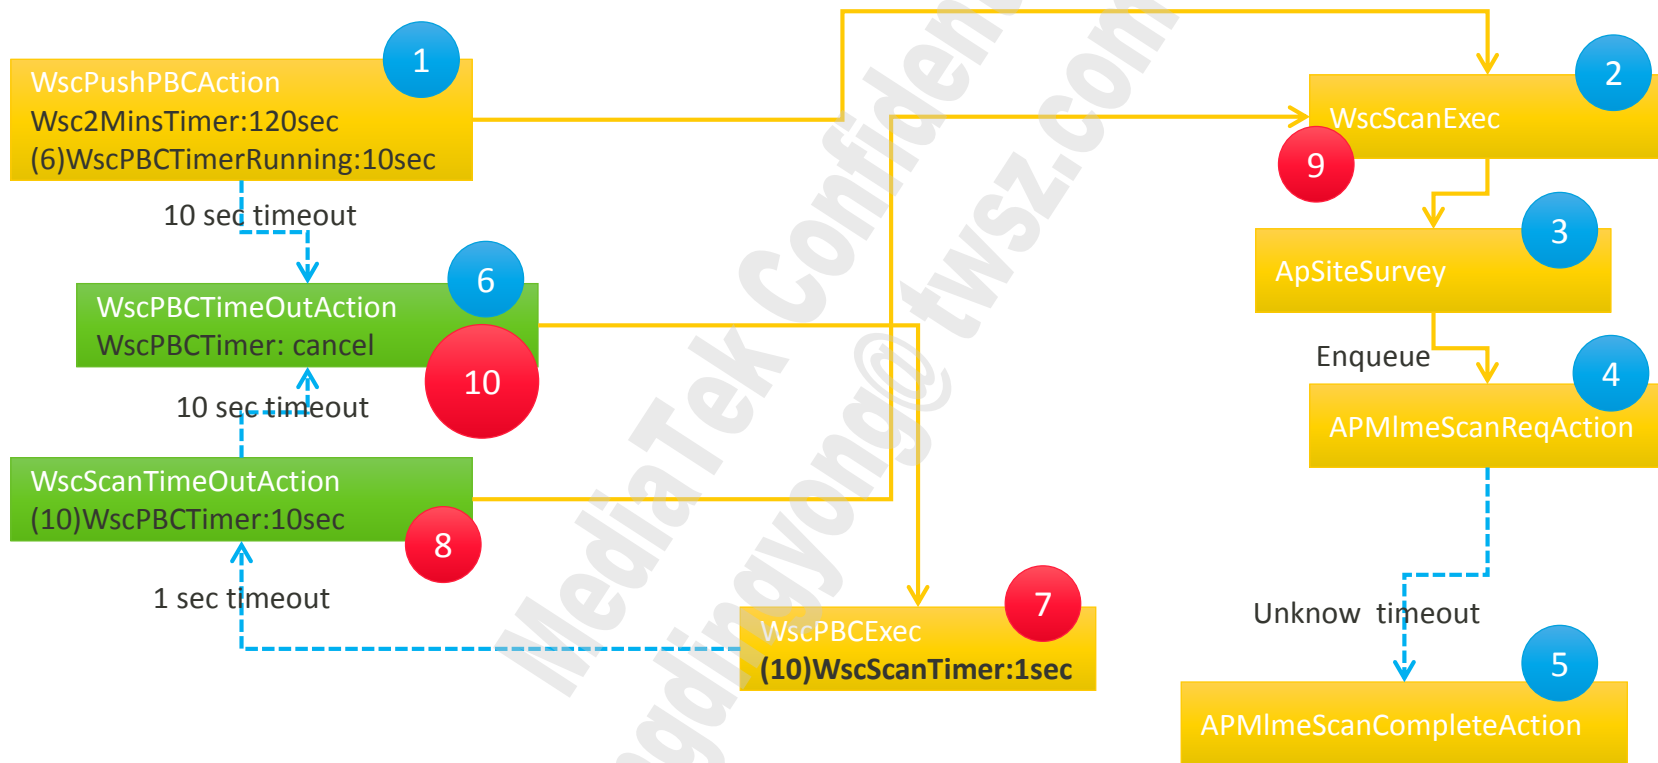 1
WscPushPBCAction
Wsc2MinsTimer:120sec
(6)WscPBCTimerRunning:10sec
10 sec timeout
6
WscPBCTimeOutAction
WscPBCTimer: cancel
10
10 sec timeout
WscScanTimeOutAction
(10)WscPBCTimer:10sec
8
1 sec timeout
7
WscPBCExec
(10)WscScanTimer:1sec
2
WscScanExec
9
3
ApSiteSurvey
Enqueue
4
APMlmeScanReqAction
Unknow timeout
5
APMlmeScanCompleteAction
MediaTek Confident
ngdingyong@ twsz.com